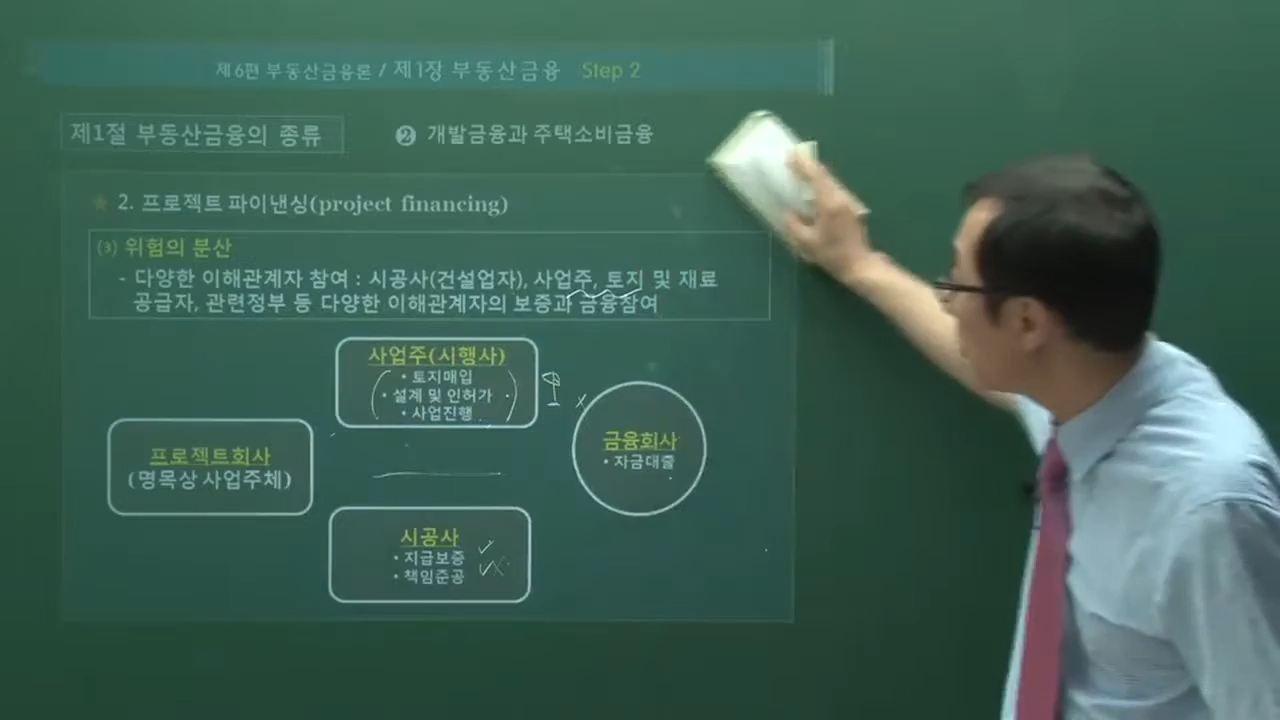 제6편 부동산금융론 / 제1장 부동산금융 Step 2
제1절 부동산금융의 종류
❷ 개발금융과 주택소비금융
★ 2. 프로젝트 파이낸싱(project financing)
⑶ 위험의 분산
- 다양한 이해관계자 참여 : 시공사(건설업자), 사업주, 토지 및 재료
공급자, 관련정부 등 다양한 이해관계자의 보증과 금융참여
사업주(시행사)
• 토지매입
• 설계 및 인허가
• 사업진행
프로젝트회사
(명목상 사업주체)
금융회사
• 자금대출
시공사
• 지급보증
• 책임준공